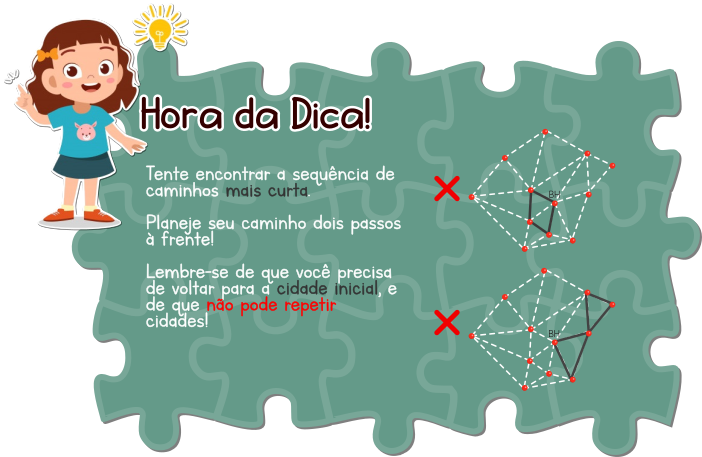 Hora da Dica!
Tente encontrar a sequência de
caminhos mais curta.
Planeje seu caminho dois passos
à frente!
Lembre-se de que você precisa
de voltar para a cidade inicial, e
de que não pode repetir
cidades!
BH
BH